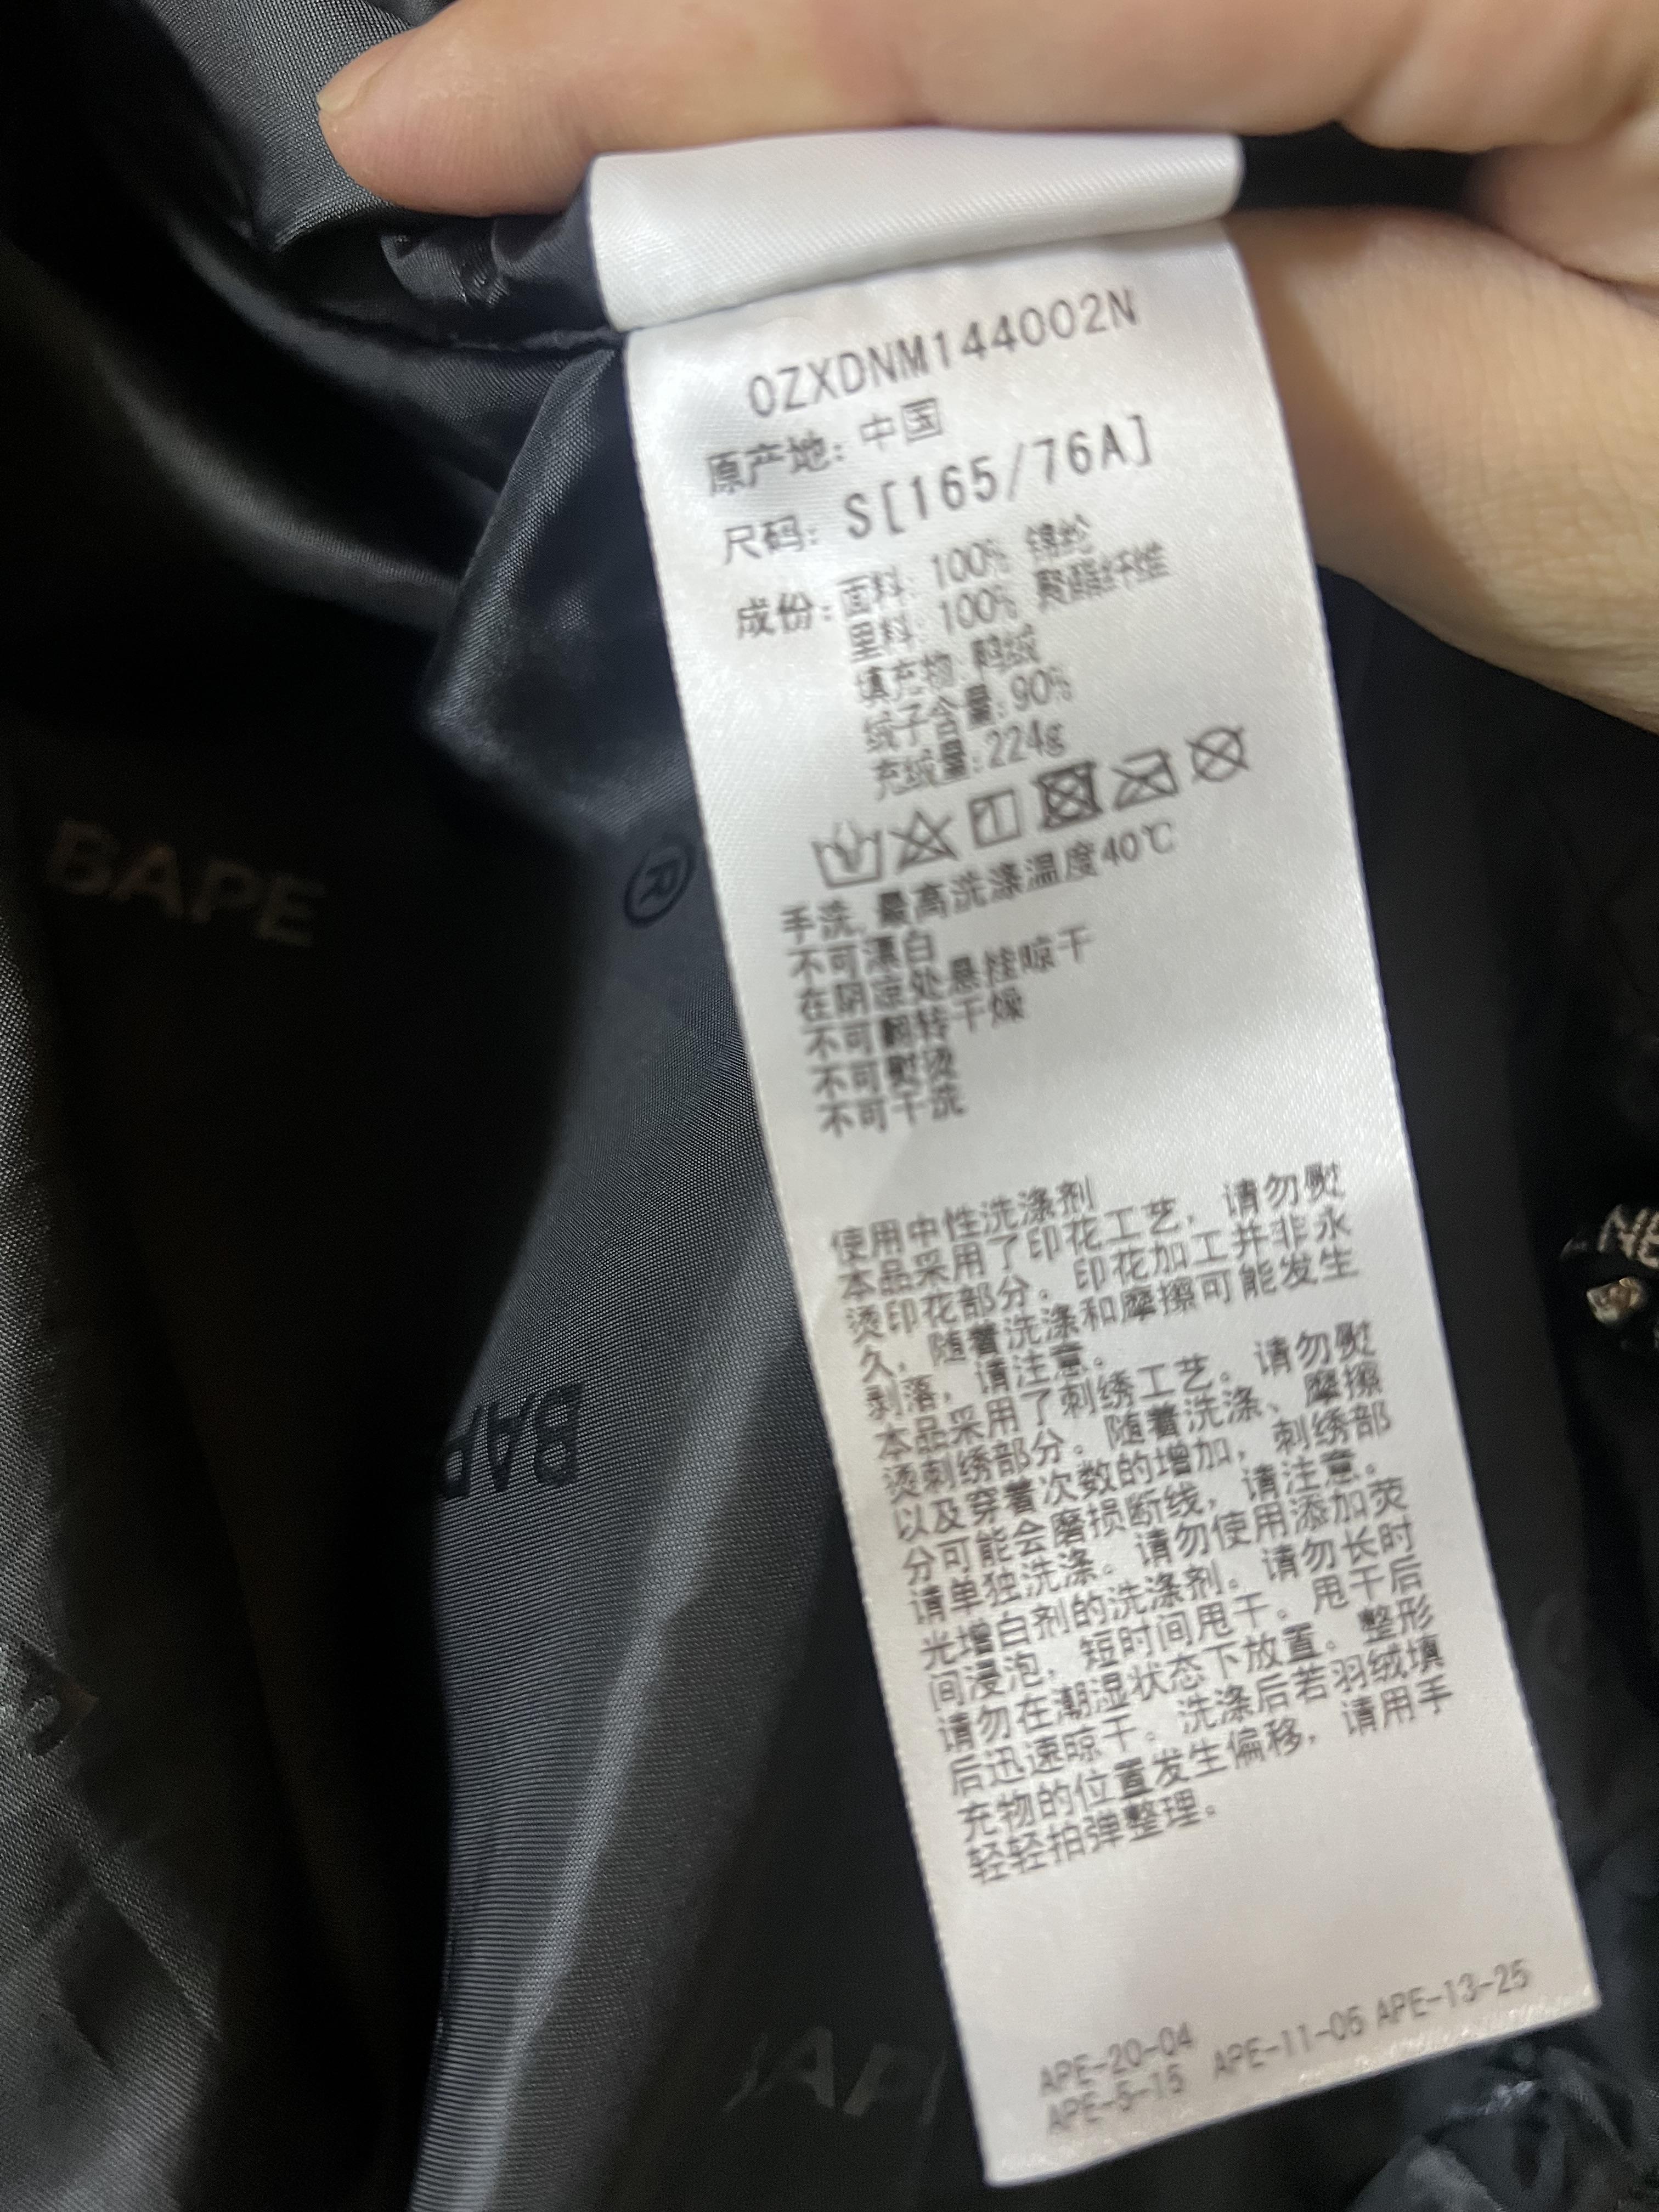 0ZXDNM144002N
原产地: 中国
尺码: S[165/76A]
成份: 面料: 100% 锦纶
里料: 100% 聚酯纤维
填充物: 鹅绒
绒子含量: 90%
充绒量: 224g
手洗, 最高洗涤温度40℃
不可漂白
在阴凉处悬挂晾干
不可翻转干燥
不可熨烫
不可干洗
使用中性洗涤剂
本品采用了印花工艺，请勿熨
烫印花部分。印花加工并非永
久，随着洗涤和摩擦可能发生
剥落，请注意。
本品采用了刺绣工艺。请勿熨
烫刺绣部分。随着洗涤、摩擦
以及穿着次数的增加，刺绣部
分可能会磨损断线，请注意。
请单独洗涤。请勿使用添加荧
光增白剂的洗涤剂。请勿长时
间浸泡，短时间甩干。甩干后
请勿在潮湿状态下放置。整形
后迅速晾干。洗涤后若羽绒填
充物的位置发生偏移，请用手
轻轻拍弹整理。
APE-20-04
APE-5-15 APE-11-06 APE-13-25
BAPE
®
BAP
NE